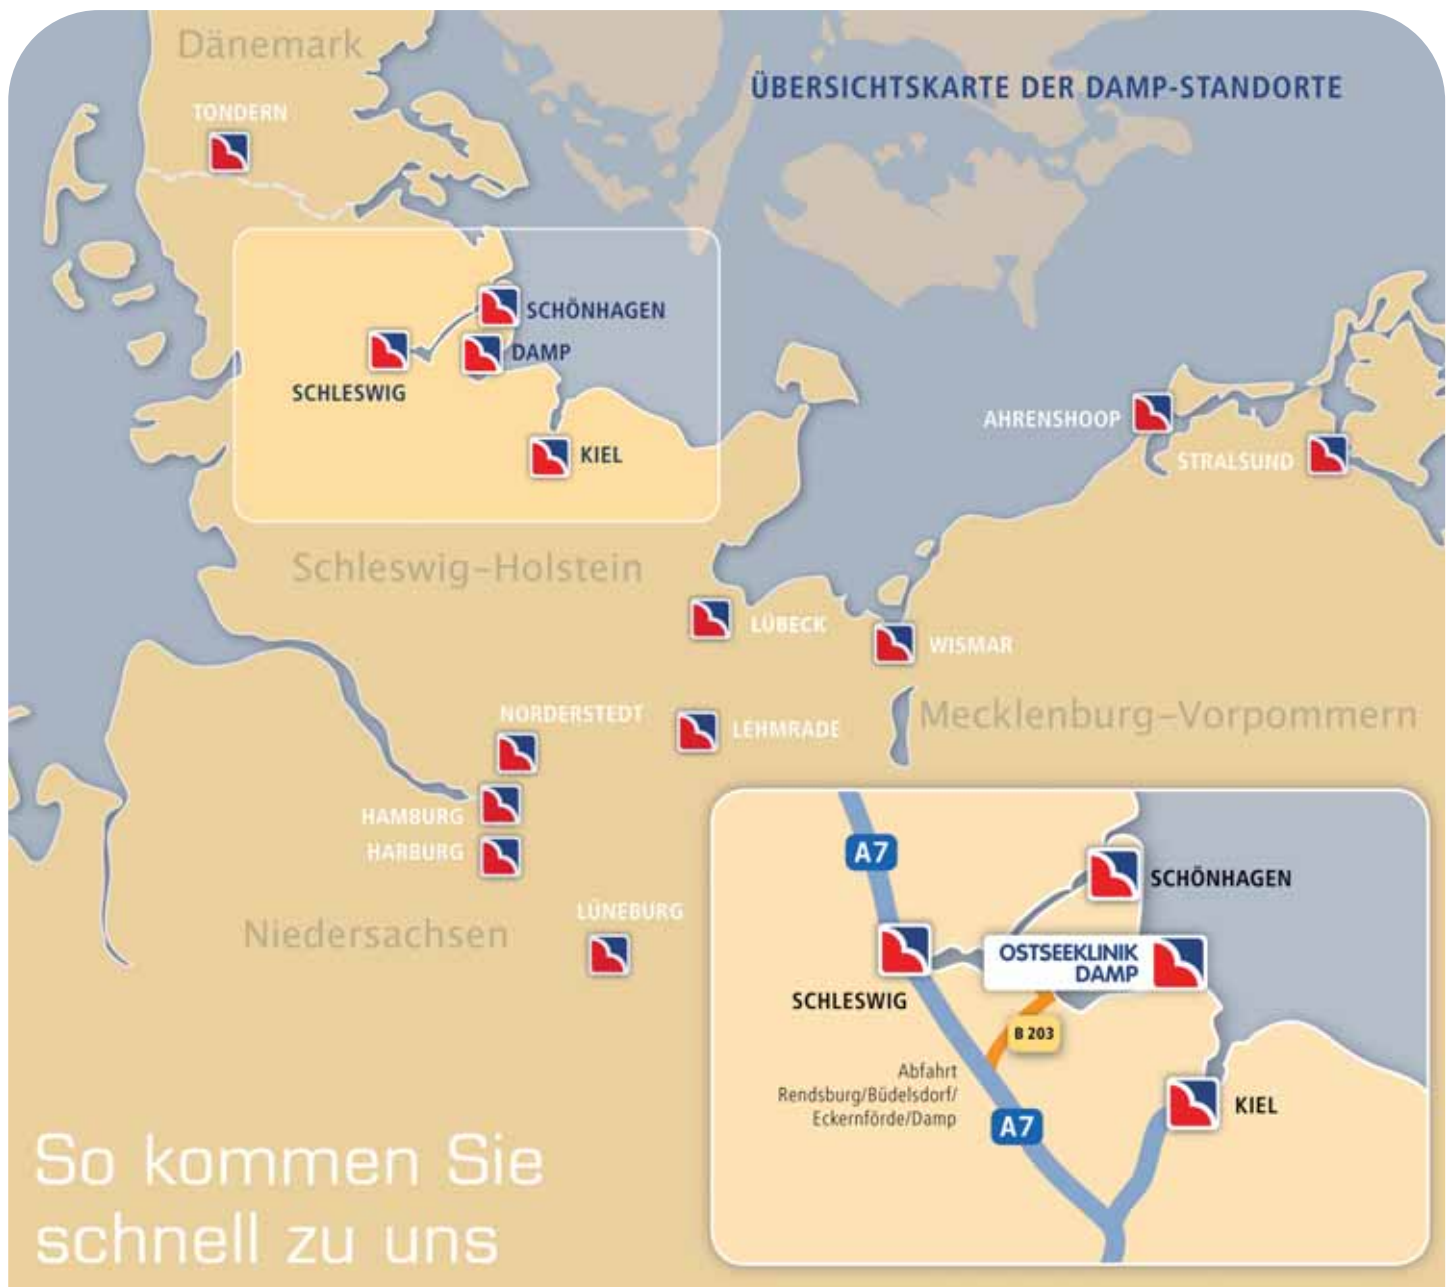 Dänemark
ÜBERSICHTSKARTE DER DAMP-STANDORTE
TONDERN
SCHÖNHAGEN
DAMP
SCHLESWIG
KIEL
AHRENSHOOP
STRALSUND
Schleswig-Holstein
LÜBECK
WISMAR
NORDERSTEDT
LEHMRADE
Mecklenburg-Vorpommern
HAMBURG
HARBURG
LÜNEBURG
Niedersachsen
A7
SCHÖNHAGEN
OSTSEEKLINIK
DAMP
SCHLESWIG
B 203
Abfahrt
Rendsburg/Büdelsdorf/
Eckernförde/Damp
A7
KIEL
So kommen Sie
schnell zu uns